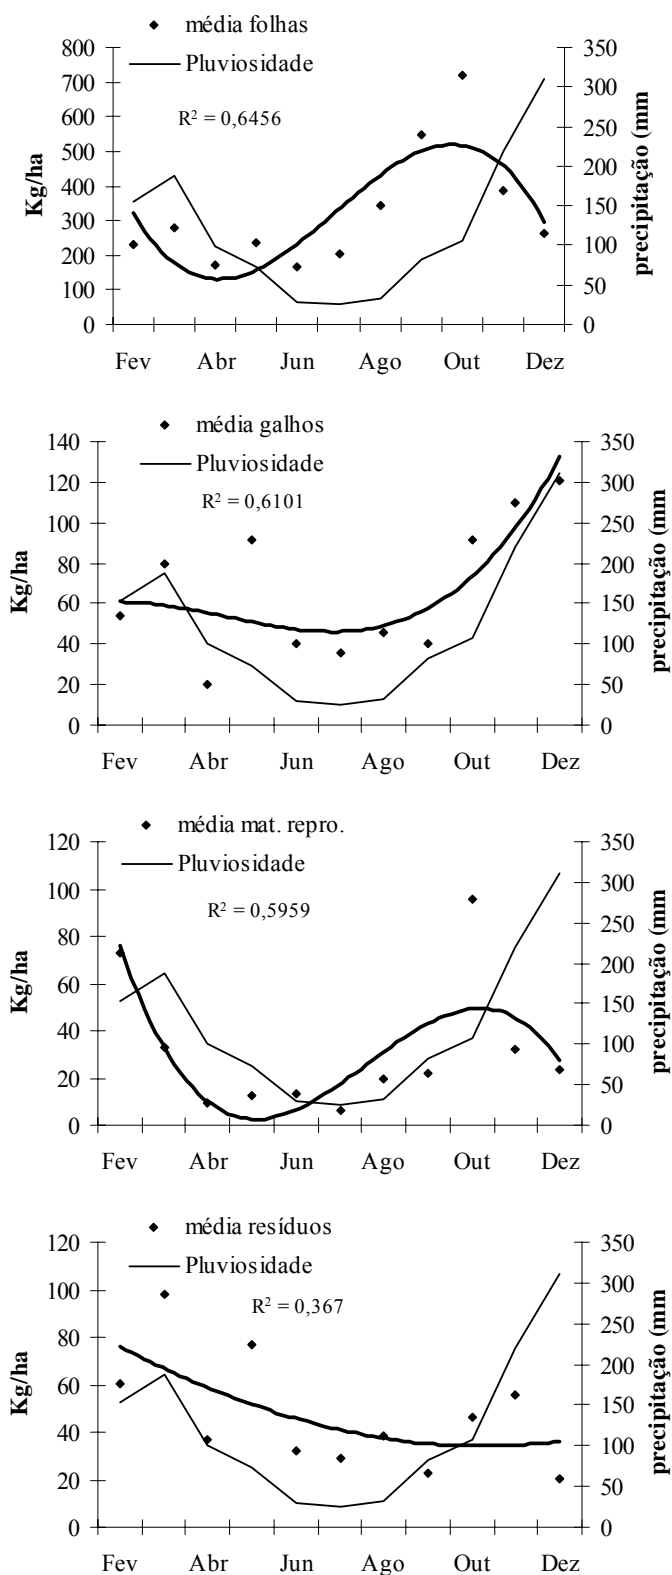 média folhas
Pluviosidade
R² = 0,6456
Kg/ha
800
700
600
500
400
300
200
100
0
350
300
250
200
150
100
50
0
precipitação (mm
Fev Abr Jun Ago Out Dez
média galhos
Pluviosidade
R² = 0,6101
Kg/ha
140
120
100
80
60
40
20
0
350
300
250
200
150
100
50
0
precipitação (mm
Fev Abr Jun Ago Out Dez
média mat. repro.
Pluviosidade
R² = 0,5959
Kg/ha
120
100
80
60
40
20
0
350
300
250
200
150
100
50
0
precipitação (mm
Fev Abr Jun Ago Out Dez
média resíduos
Pluviosidade
R² = 0,367
Kg/ha
120
100
80
60
40
20
0
350
300
250
200
150
100
50
0
precipitação (mm
Fev Abr Jun Ago Out Dez